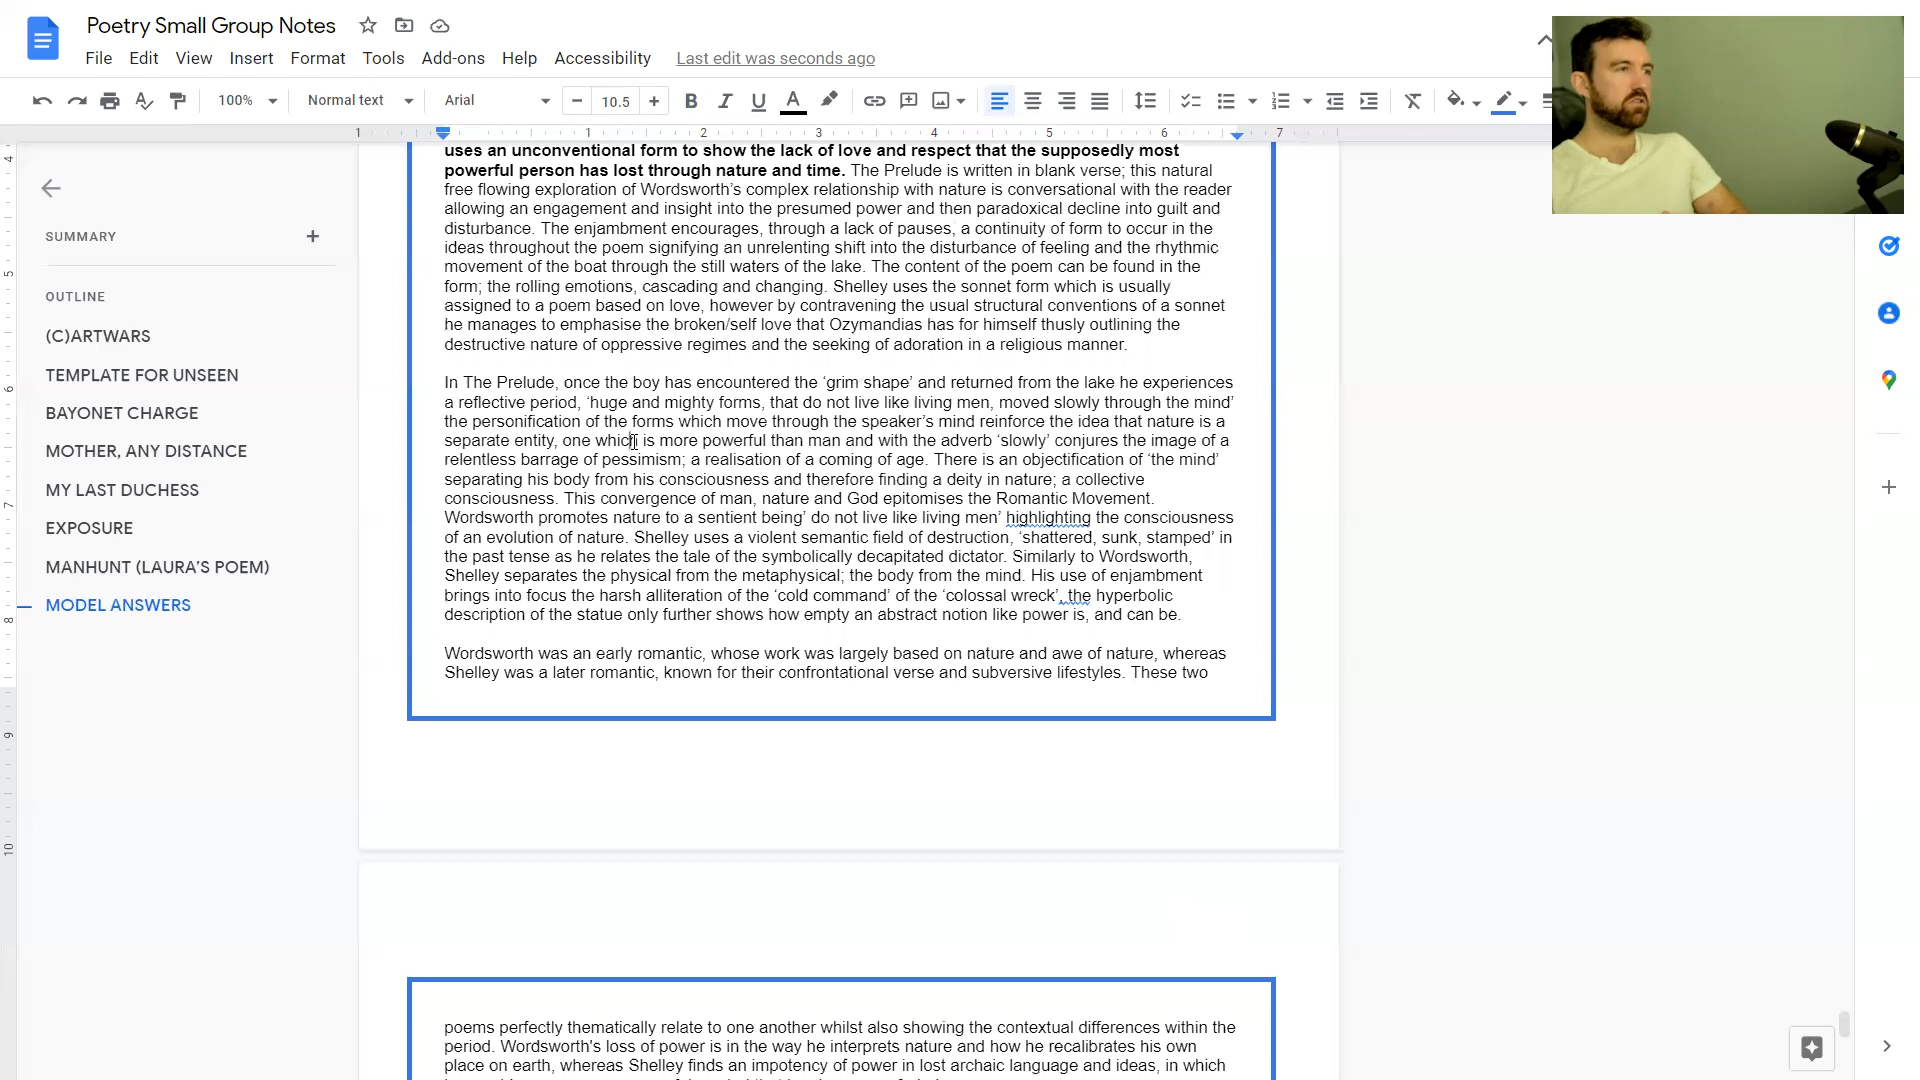 Poetry Small Group Notes
File Edit View Insert Format Tools Add-ons Help Accessibility Last edit was seconds ago
100% Normal text Arial 10.5
1 1 2 3 4 5 6 7
4
5
6
7
8
9
10
SUMMARY
OUTLINE
(C)ARTWARS
TEMPLATE FOR UNSEEN
BAYONET CHARGE
MOTHER, ANY DISTANCE
MY LAST DUCHESS
EXPOSURE
MANHUNT (LAURA'S POEM)
MODEL ANSWERS
uses an unconventional form to show the lack of love and respect that the supposedly most
powerful person has lost through nature and time. The Prelude is written in blank verse; this natural
free flowing exploration of Wordsworth's complex relationship with nature is conversational with the reader
allowing an engagement and insight into the presumed power and then paradoxical decline into guilt and
disturbance. The enjambment encourages, through a lack of pauses, a continuity of form to occur in the
ideas throughout the poem signifying an unrelenting shift into the disturbance of feeling and the rhythmic
movement of the boat through the still waters of the lake. The content of the poem can be found in the
form; the rolling emotions, cascading and changing. Shelley uses the sonnet form which is usually
assigned to a poem based on love, however by contravening the usual structural conventions of a sonnet
he manages to emphasise the broken/self love that Ozymandias has for himself thusly outlining the
destructive nature of oppressive regimes and the seeking of adoration in a religious manner.
In The Prelude, once the boy has encountered the ‘grim shape’ and returned from the lake he experiences
a reflective period, ‘huge and mighty forms, that do not live like living men, moved slowly through the mind’
the personification of the forms which move through the speaker’s mind reinforce the idea that nature is a
separate entity, one which is more powerful than man and with the adverb ‘slowly’ conjures the image of a
relentless barrage of pessimism; a realisation of a coming of age. There is an objectification of ‘the mind’
separating his body from his consciousness and therefore finding a deity in nature; a collective
consciousness. This convergence of man, nature and God epitomises the Romantic Movement.
Wordsworth promotes nature to a sentient being’ do not live like living men’ highlighting the consciousness
of an evolution of nature. Shelley uses a violent semantic field of destruction, ‘shattered, sunk, stamped’ in
the past tense as he relates the tale of the symbolically decapitated dictator. Similarly to Wordsworth,
Shelley separates the physical from the metaphysical; the body from the mind. His use of enjambment
brings into focus the harsh alliteration of the ‘cold command’ of the ‘colossal wreck’, the hyperbolic
description of the statue only further shows how empty an abstract notion like power is, and can be.
Wordsworth was an early romantic, whose work was largely based on nature and awe of nature, whereas
Shelley was a later romantic, known for their confrontational verse and subversive lifestyles. These two
poems perfectly thematically relate to one another whilst also showing the contextual differences within the
period. Wordsworth's loss of power is in the way he interprets nature and how he recalibrates his own
place on earth, whereas Shelley finds an impotency of power in lost archaic language and ideas, in which